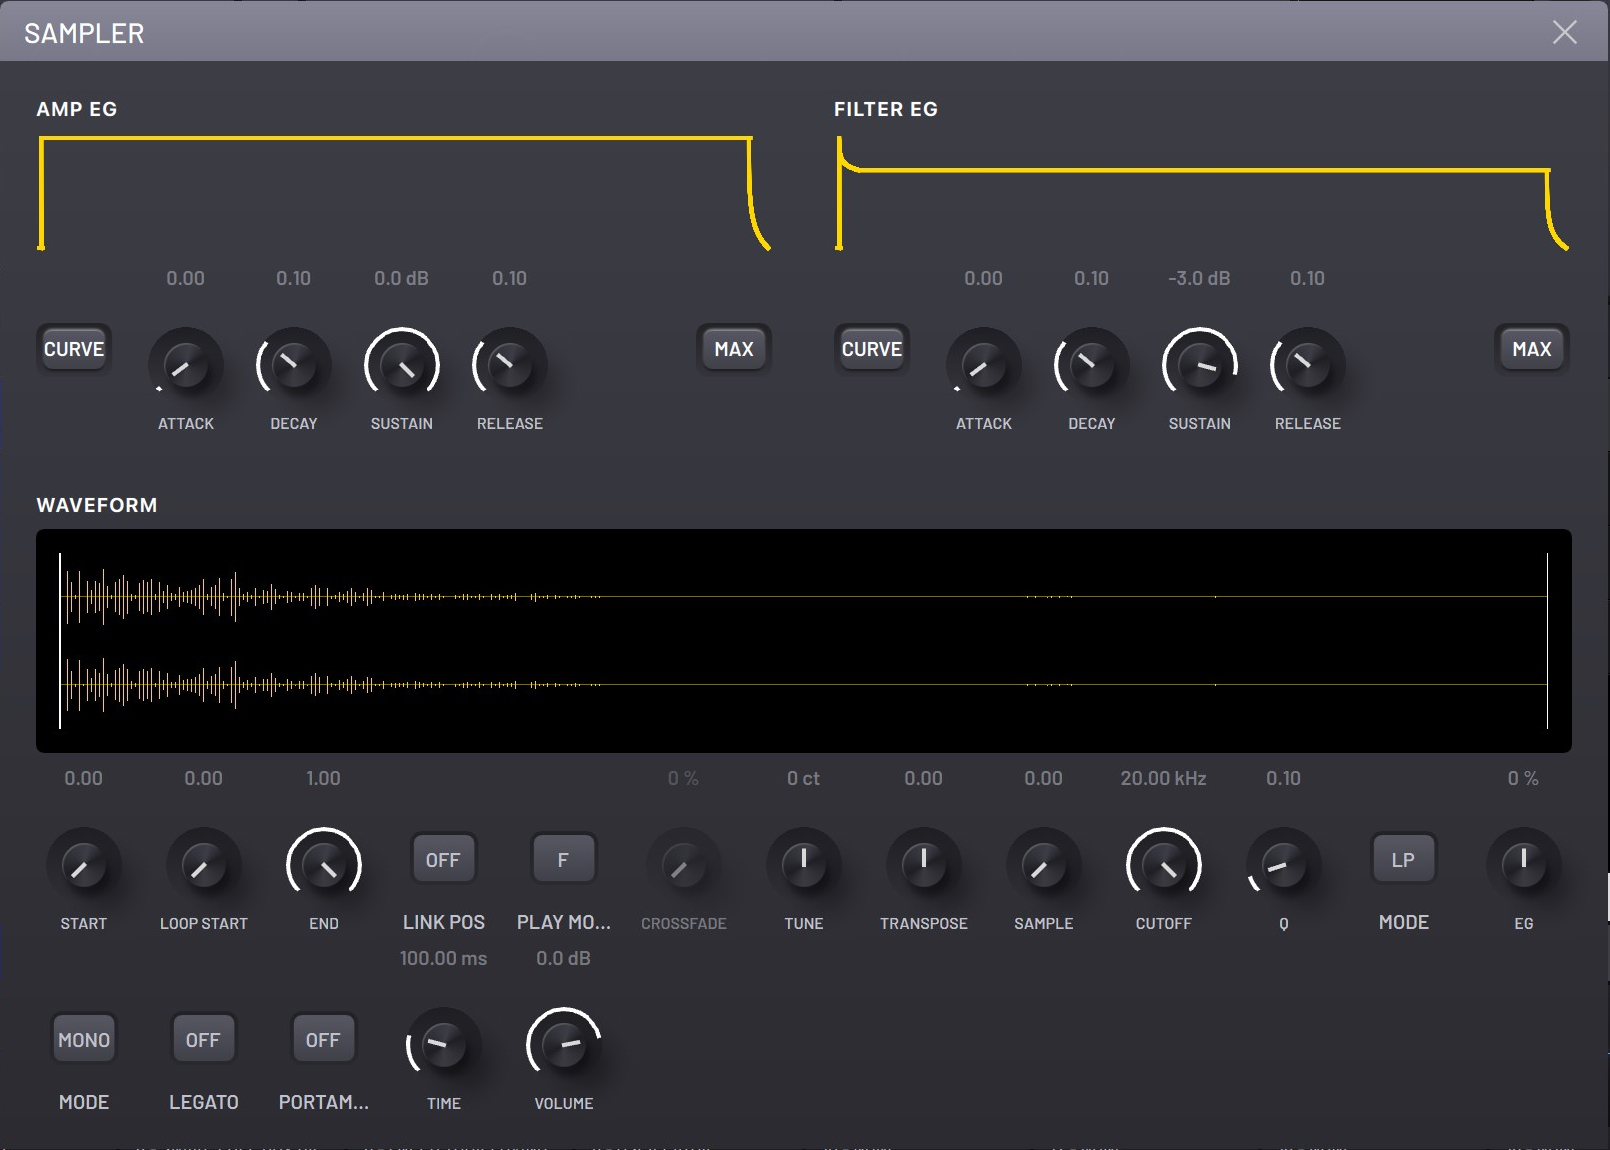 SAMPLER
AMP EG
FILTER EG
0.00 0.10 0.0 dB 0.10
0.00 0.10 -3.0 dB 0.10
CURVE
MAX
CURVE
MAX
ATTACK DECAY SUSTAIN RELEASE
ATTACK DECAY SUSTAIN RELEASE
WAVEFORM
0.00 0.00 1.00 0 % 0 ct 0.00 0.00 20.00 kHz 0.10 0 %
OFF F LP
START LOOP START END LINK POS PLAY MO... CROSSFADE TUNE TRANSPOSE SAMPLE CUTOFF Q MODE EG
100.00 ms 0.0 dB
MONO OFF OFF
MODE LEGATO PORTAM... TIME VOLUME